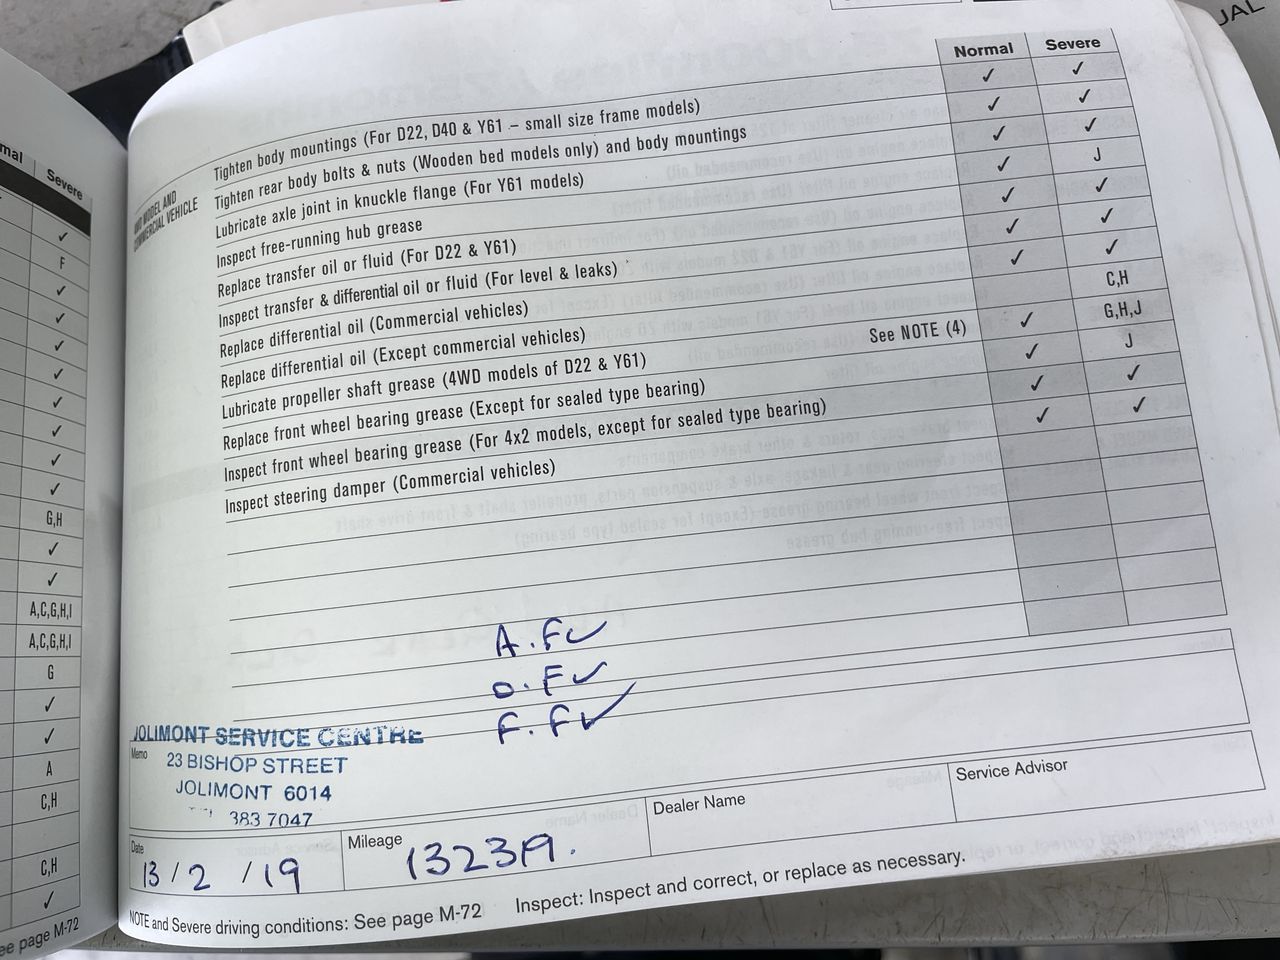 JAL
Normal Severe
4WD MODEL AND
COMMERCIAL VEHICLE
Tighten body mountings (For D22, D40 & Y61 – small size frame models) ✓ ✓
Tighten rear body bolts & nuts (Wooden bed models only) and body mountings ✓ ✓
Lubricate axle joint in knuckle flange (For Y61 models) ✓ ✓
Inspect free-running hub grease ✓ J
Replace transfer oil or fluid (For D22 & Y61) ✓ ✓
Inspect transfer & differential oil or fluid (For level & leaks) ✓ ✓
Replace differential oil (Commercial vehicles) ✓ ✓
Replace differential oil (Except commercial vehicles) C,H
Lubricate propeller shaft grease (4WD models of D22 & Y61) See NOTE (4) ✓ G,H,J
Replace front wheel bearing grease (Except for sealed type bearing) ✓ J
Inspect front wheel bearing grease (For 4x2 models, except for sealed type bearing) ✓ ✓
Inspect steering damper (Commercial vehicles) ✓ ✓
A.F ✓
O.F ✓
F.F ✓
JOLIMONT SERVICE CENTRE
Memo
23 BISHOP STREET
JOLIMONT 6014
383 7047
Date
13/2/19
Mileage
Dealer Name
Service Advisor
NOTE and Severe driving conditions: See page M-72 Inspect: Inspect and correct, or replace as necessary.
mal Severe
✓
F
✓
✓
✓
✓
✓
✓
✓
✓
G,H
✓
✓
A,C,G,H,I
A,C,G,H,I
G
✓
✓
A
C,H
C,H
✓
ee page M-72